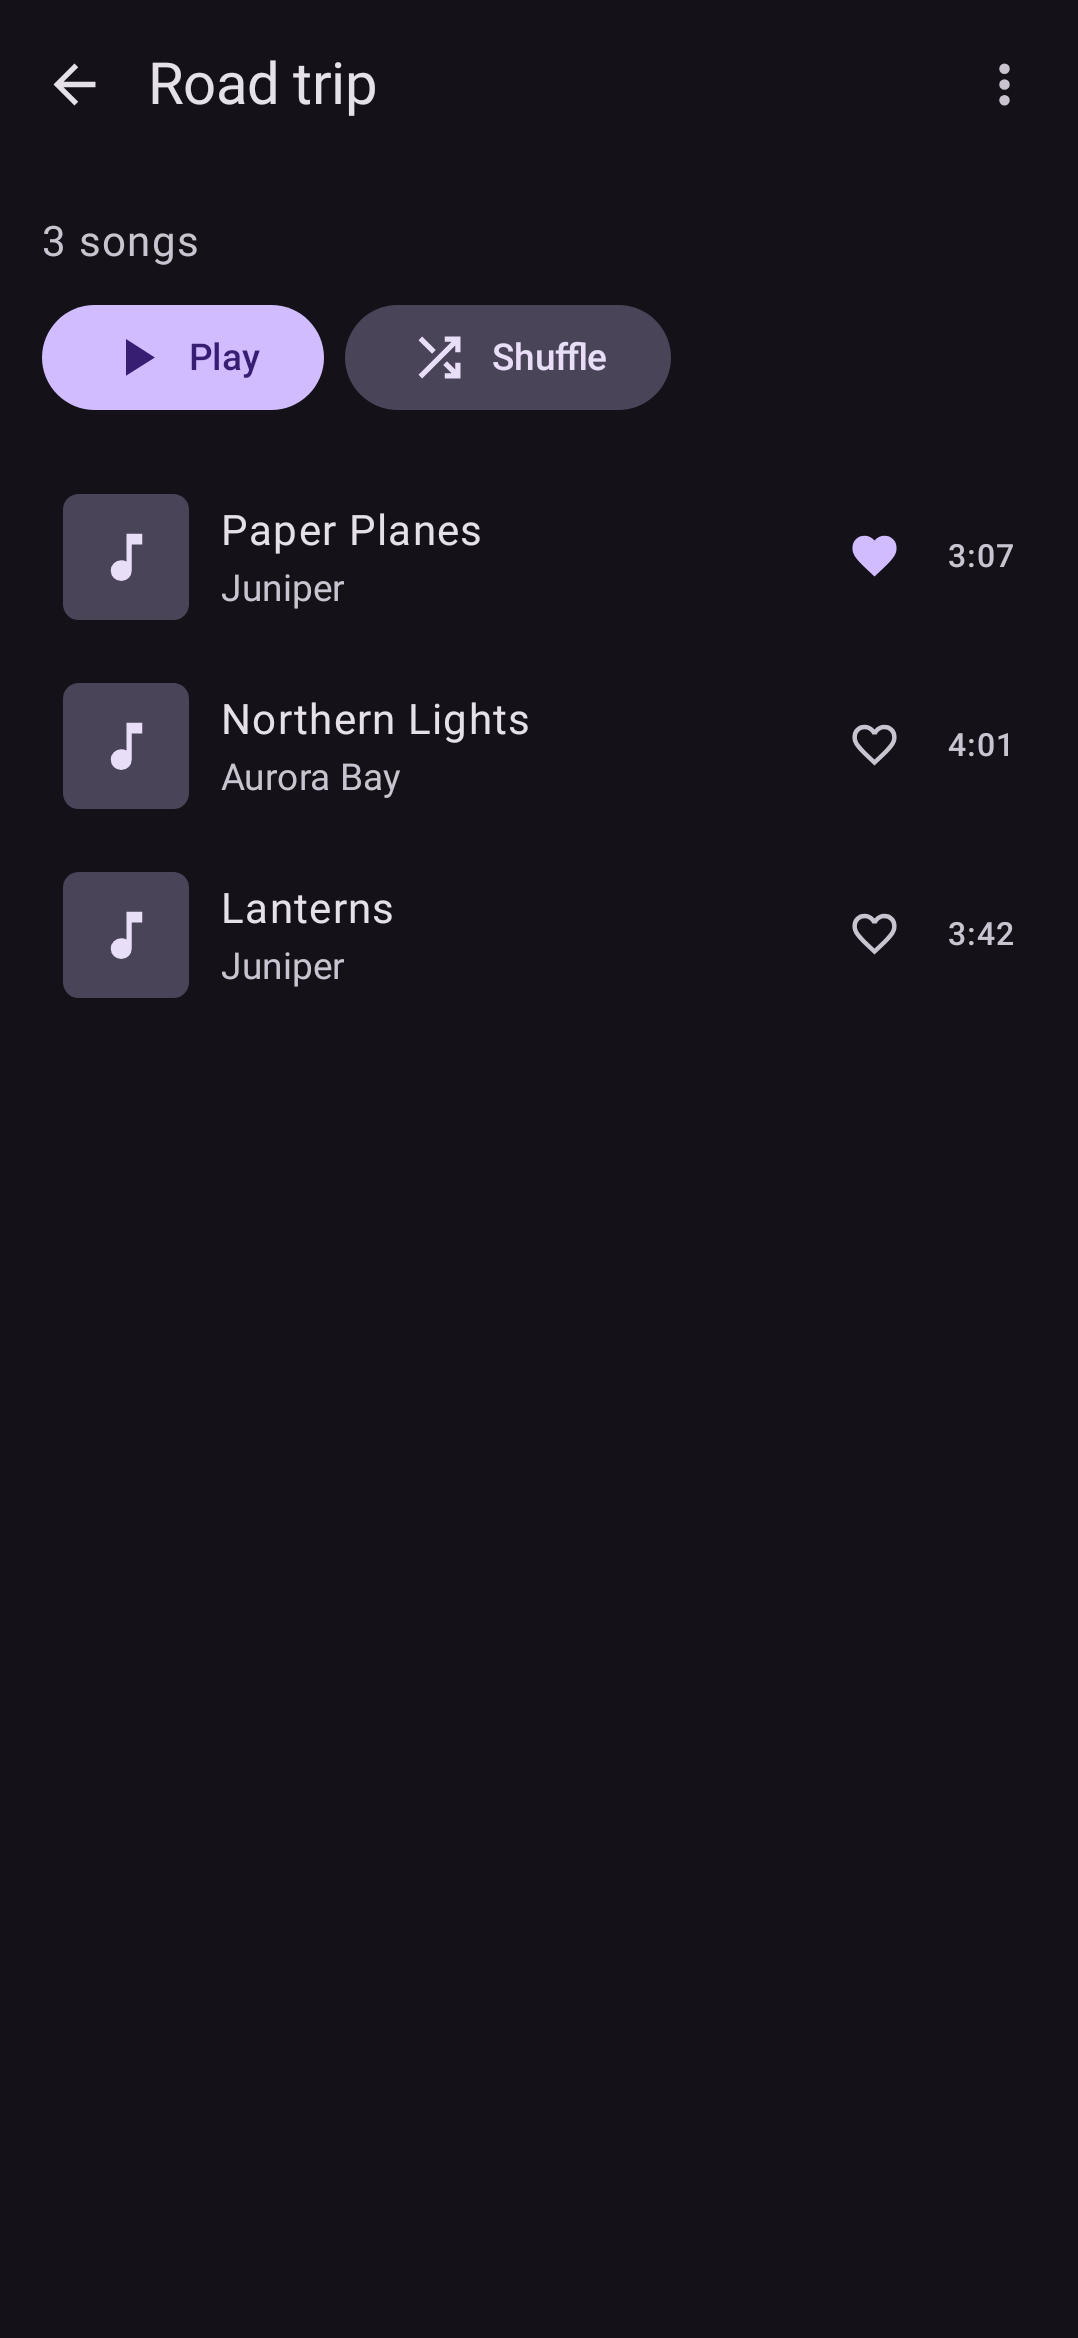 Road trip
3 songs
Play
Shuffle
Paper Planes
Juniper
3:07
Northern Lights
Aurora Bay
4:01
Lanterns
Juniper
3:42